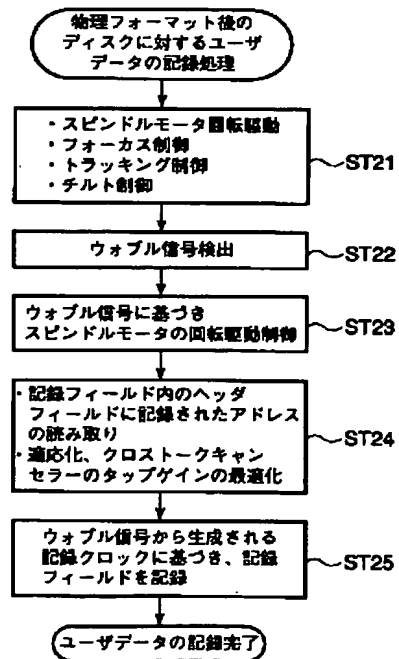 物理フォーマット後の
ディスクに対するユーザ
データの記録処理
・スピンドルモータ回転駆動
・フォーカス制御
・トラッキング制御
・チルト制御
ST21
ウォブル信号検出
ST22
ウォブル信号に基づき
スピンドルモータの回転駆動制御
ST23
・記録フィールド内のヘッダ
フィールドに記録されたアドレス
の読み取り
・適応化、クロストークキャン
セラーのタップゲインの最適化
ST24
ウォブル信号から生成される
記録クロックに基づき、記録
フィールドを記録
ST25
ユーザデータの記録完了